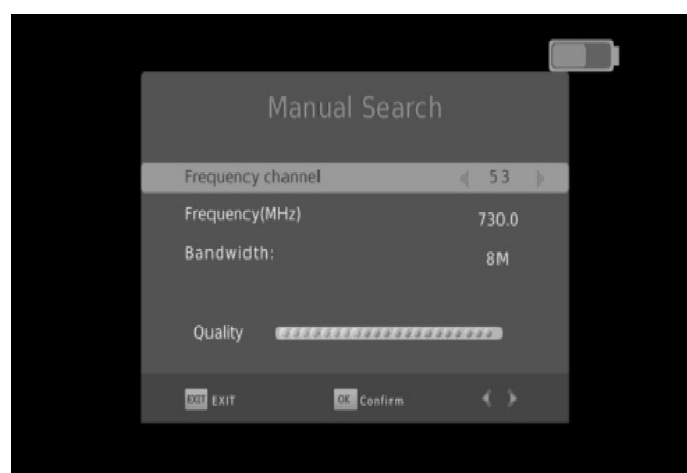 Manual Search
Frequency channel 53
Frequency(MHz) 730.0
Bandwidth: 8M
Quality
EXIT EXIT OK Confirm